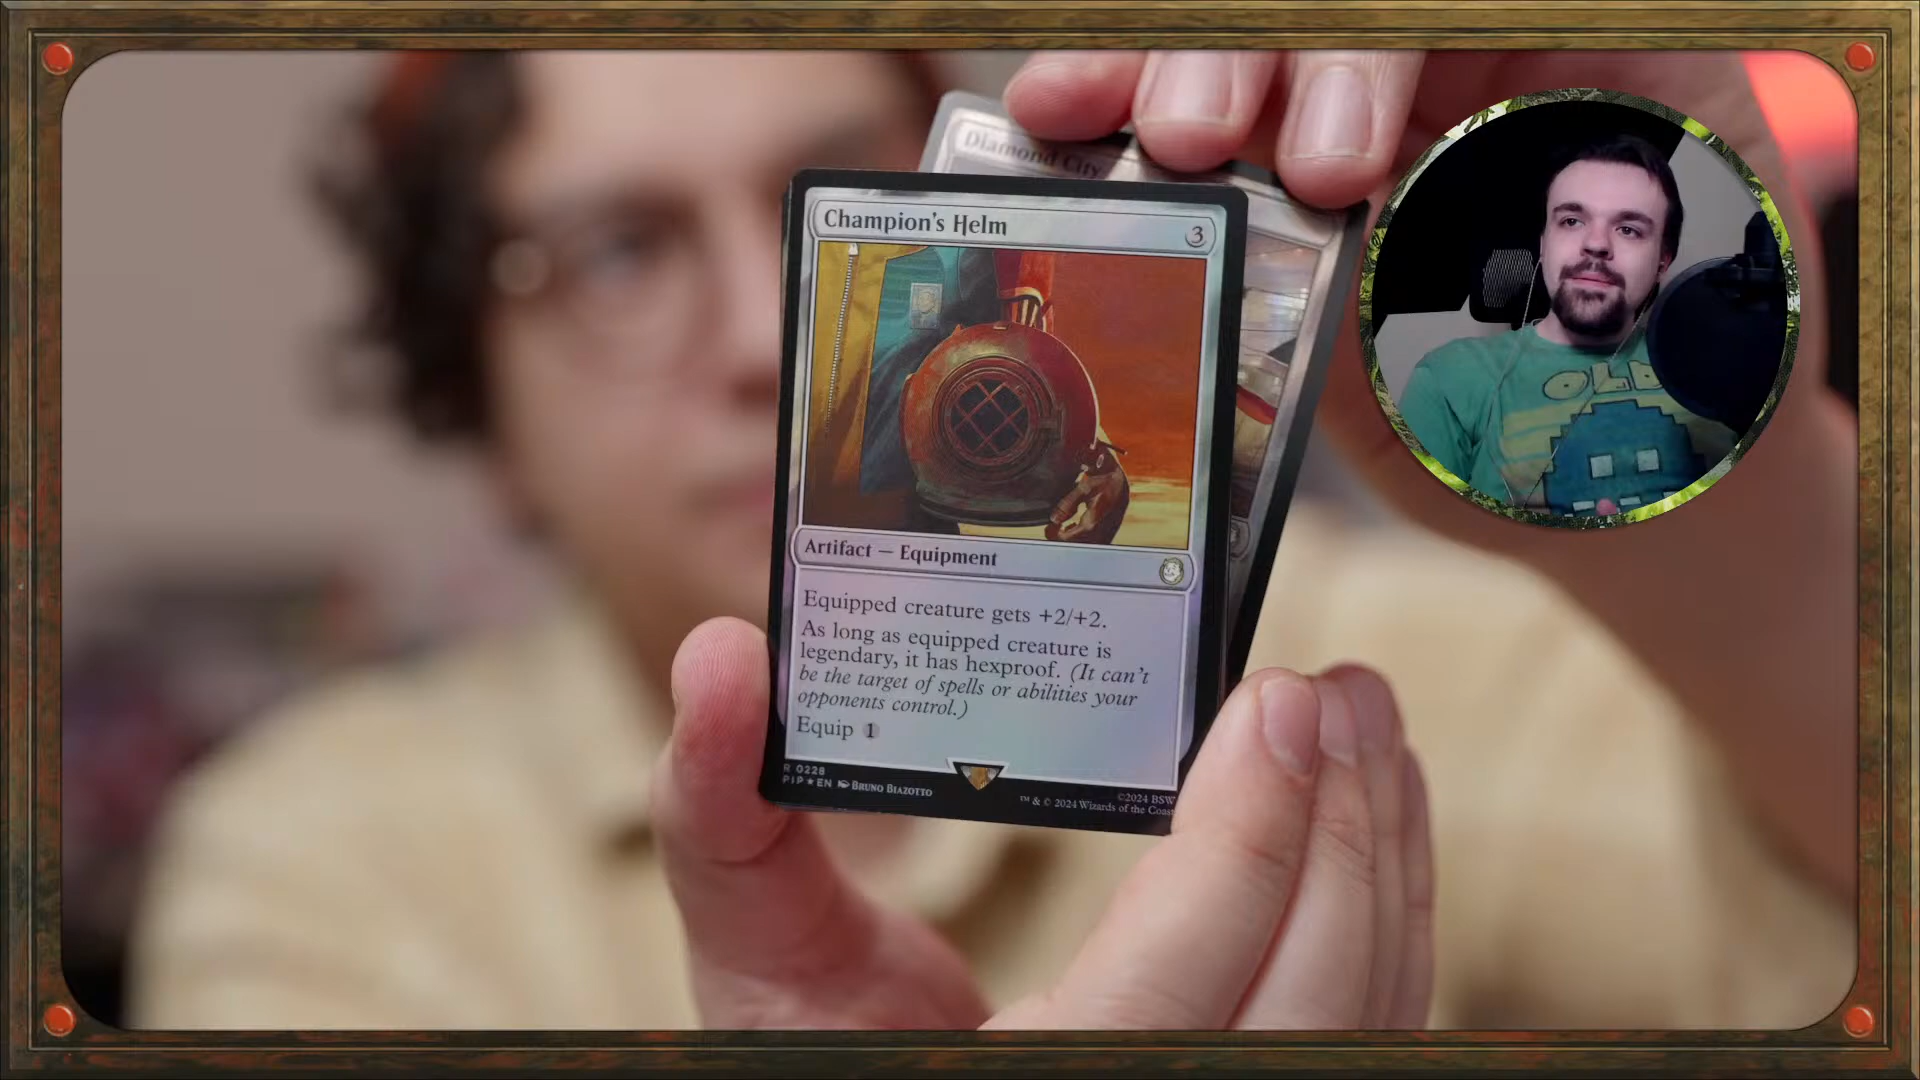 Diamond City
Champion's Helm
3
Artifact — Equipment
Equipped creature gets +2/+2.
As long as equipped creature is
legendary, it has hexproof. (It can't
be the target of spells or abilities your
opponents control.)
Equip 1
R 0228
PIP★EN BRUNO BIAZOTTO
©2024 BSW
™ & © 2024 Wizards of the Coast
OLD